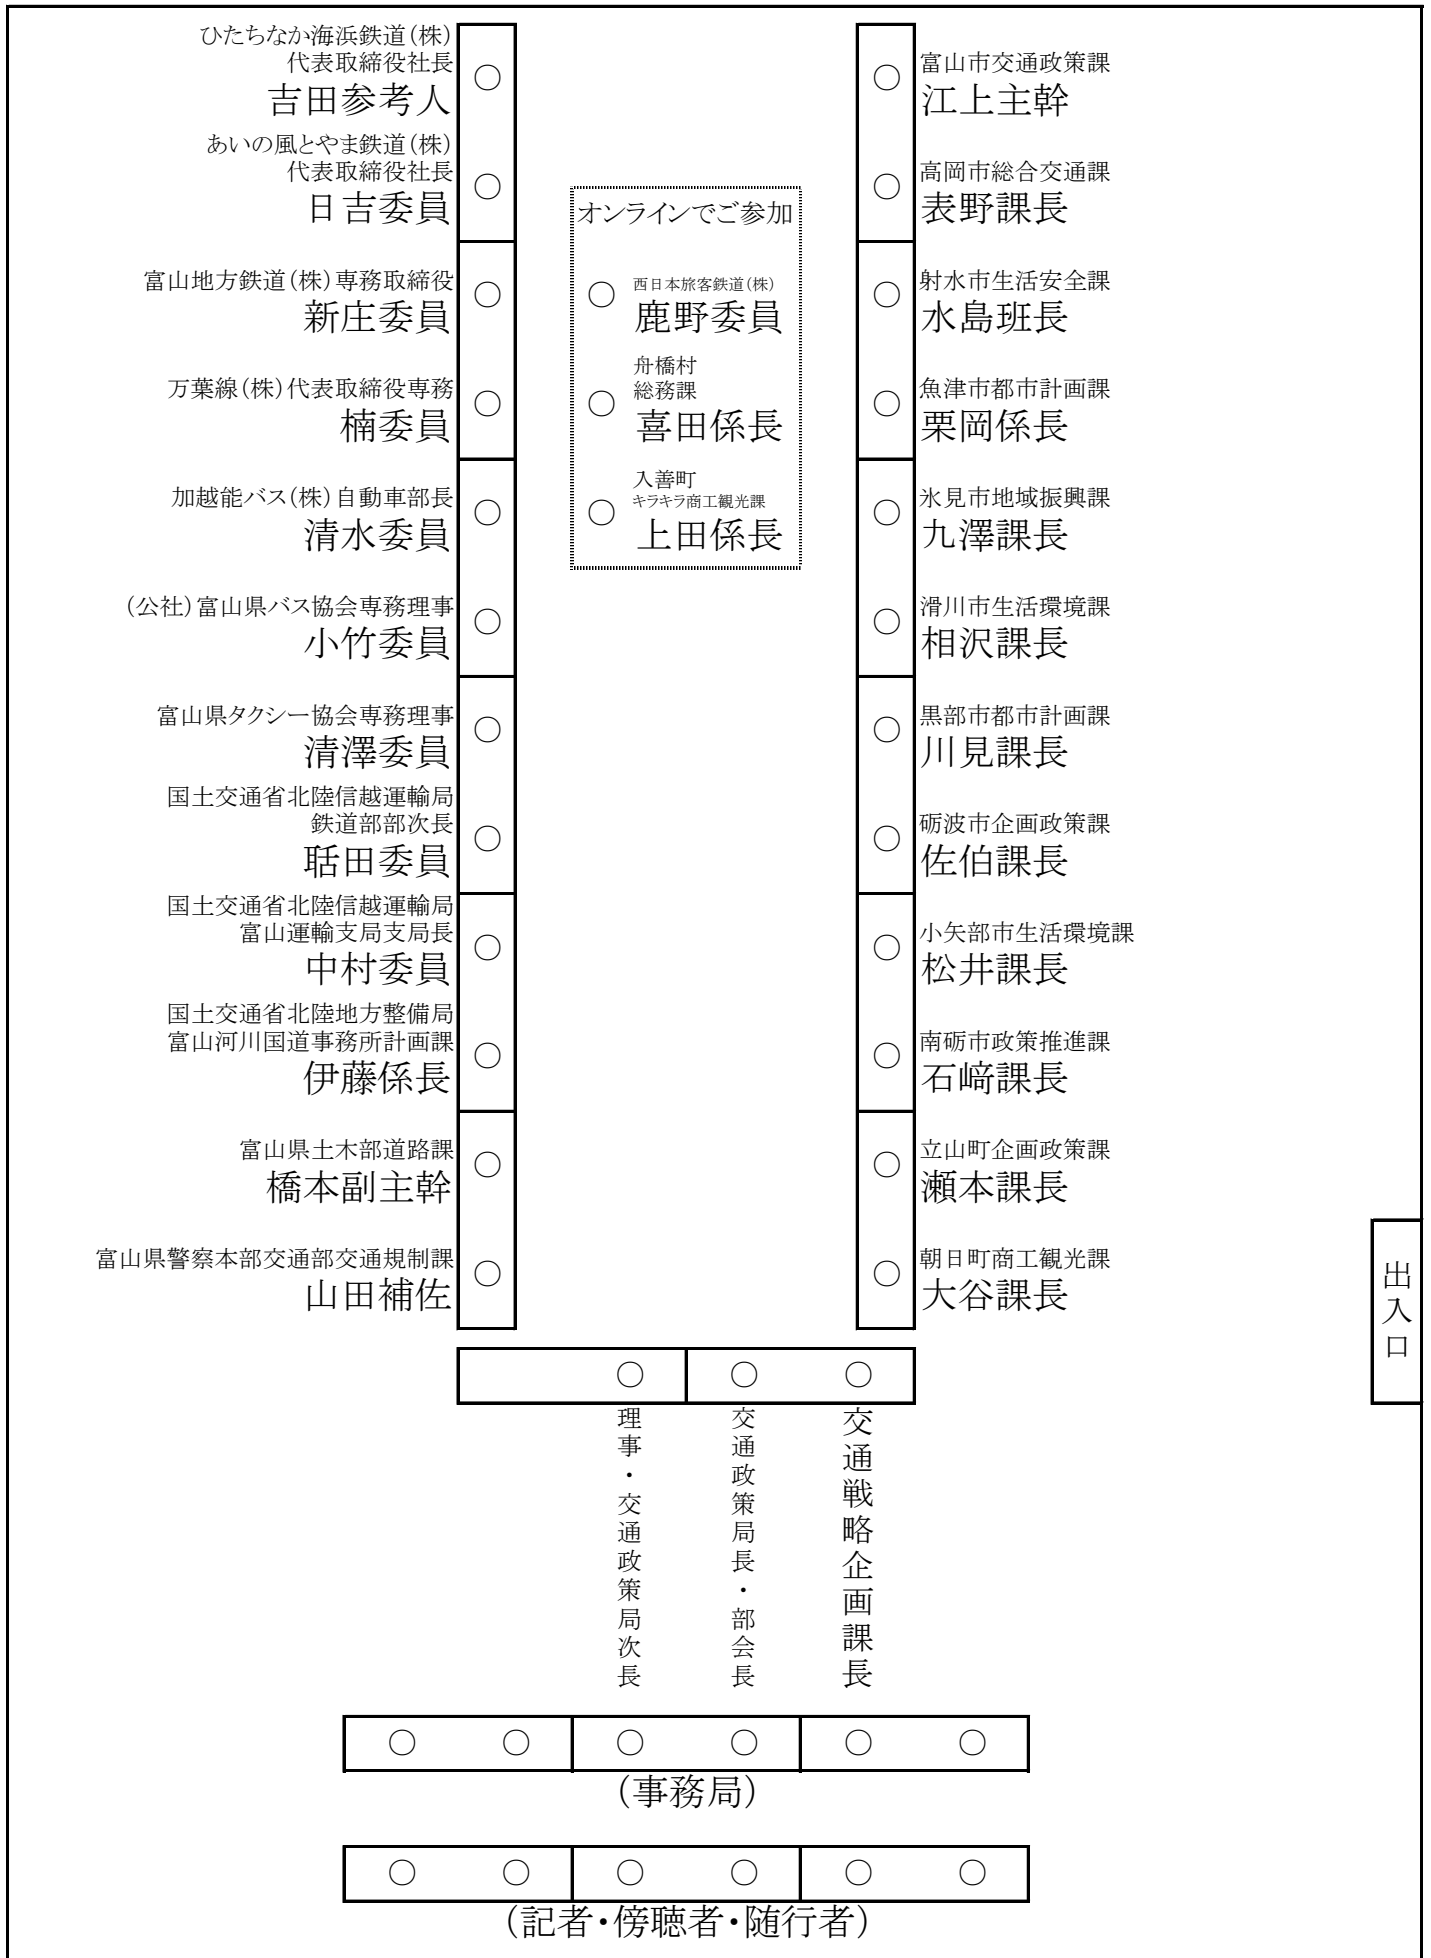 ひたちなか海浜鉄道(株)
代表取締役社長
吉田参考人
あいの風とやま鉄道(株)
代表取締役社長
日吉委員
富山地方鉄道(株)専務取締役
新庄委員
万葉線(株)代表取締役専務
楠委員
加越能バス(株)自動車部長
清水委員
(公社)富山県バス協会専務理事
小竹委員
富山県タクシー協会専務理事
清澤委員
国土交通省北陸信越運輸局
鉄道部部次長
聒田委員
国土交通省北陸信越運輸局
富山運輸支局支局長
中村委員
国土交通省北陸地方整備局
富山河川国道事務所計画課
伊藤係長
富山県土木部道路課
橋本副主幹
富山県警察本部交通部交通規制課
山田補佐
オンラインでご参加
西日本旅客鉄道(株)
鹿野委員
舟橋村
総務課
喜田係長
入善町
キラキラ商工観光課
上田係長
富山市交通政策課
江上主幹
高岡市総合交通課
表野課長
射水市生活安全課
水島班長
魚津市都市計画課
栗岡係長
氷見市地域振興課
九澤課長
滑川市生活環境課
相沢課長
黒部市都市計画課
川見課長
砺波市企画政策課
佐伯課長
小矢部市生活環境課
松井課長
南砺市政策推進課
石﨑課長
立山町企画政策課
瀬本課長
朝日町商工観光課
大谷課長
出入口
理事・交通政策局次長
交通政策局長・部会長
交通戦略企画課長
(事務局)
(記者・傍聴者・随行者)